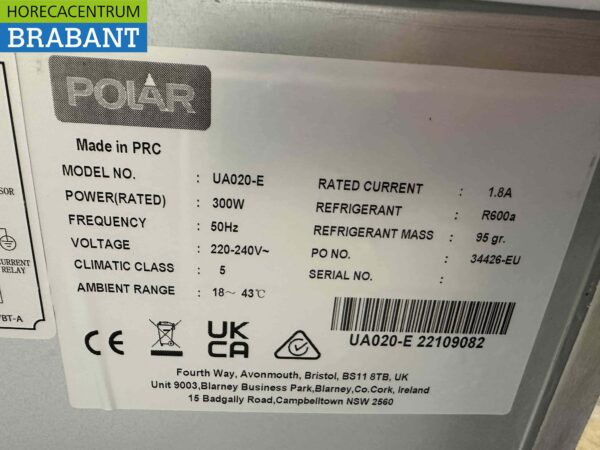 HORECACENTRUM
BRABANT
POLAR
Made in PRC
MODEL NO. : UA020-E
POWER(RATED) : 300W
FREQUENCY : 50Hz
VOLTAGE : 220-240V~
CLIMATIC CLASS : 5
AMBIENT RANGE : 18～ 43℃
RATED CURRENT : 1.8A
REFRIGERANT : R600a
REFRIGERANT MASS : 95 gr.
PO NO. : 34426-EU
SERIAL NO. :
CE
UK
CA
UA020-E 22109082
Fourth Way, Avonmouth, Bristol, BS11 8TB, UK
Unit 9003,Blarney Business Park,Blarney,Co.Cork, Ireland
15 Badgally Road,Campbelltown NSW 2560
RELAY